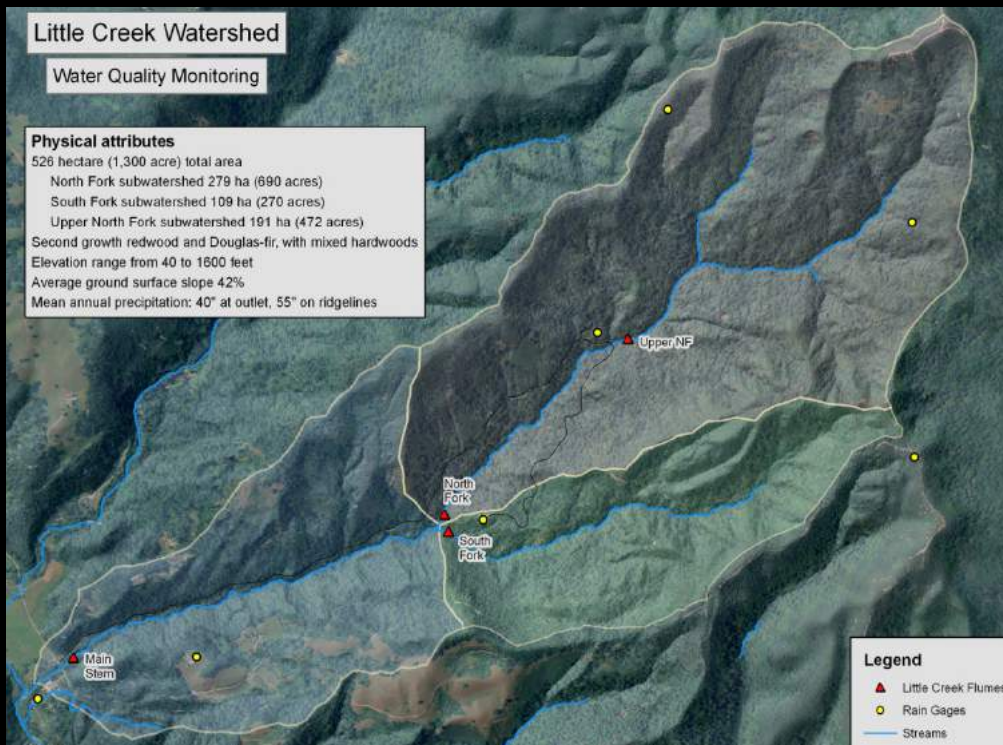 Little Creek Watershed
Water Quality Monitoring
Physical attributes
526 hectare (1,300 acre) total area
North Fork subwatershed 279 ha (690 acres)
South Fork subwatershed 109 ha (270 acres)
Upper North Fork subwatershed 191 ha (472 acres)
Second growth redwood and Douglas-fir, with mixed hardwoods
Elevation range from 40 to 1600 feet
Average ground surface slope 42%
Mean annual precipitation: 40" at outlet, 55" on ridgelines
Upper NF
North
Fork
South
Fork
Main
Stem
Legend
Little Creek Flumes
Rain Gages
Streams